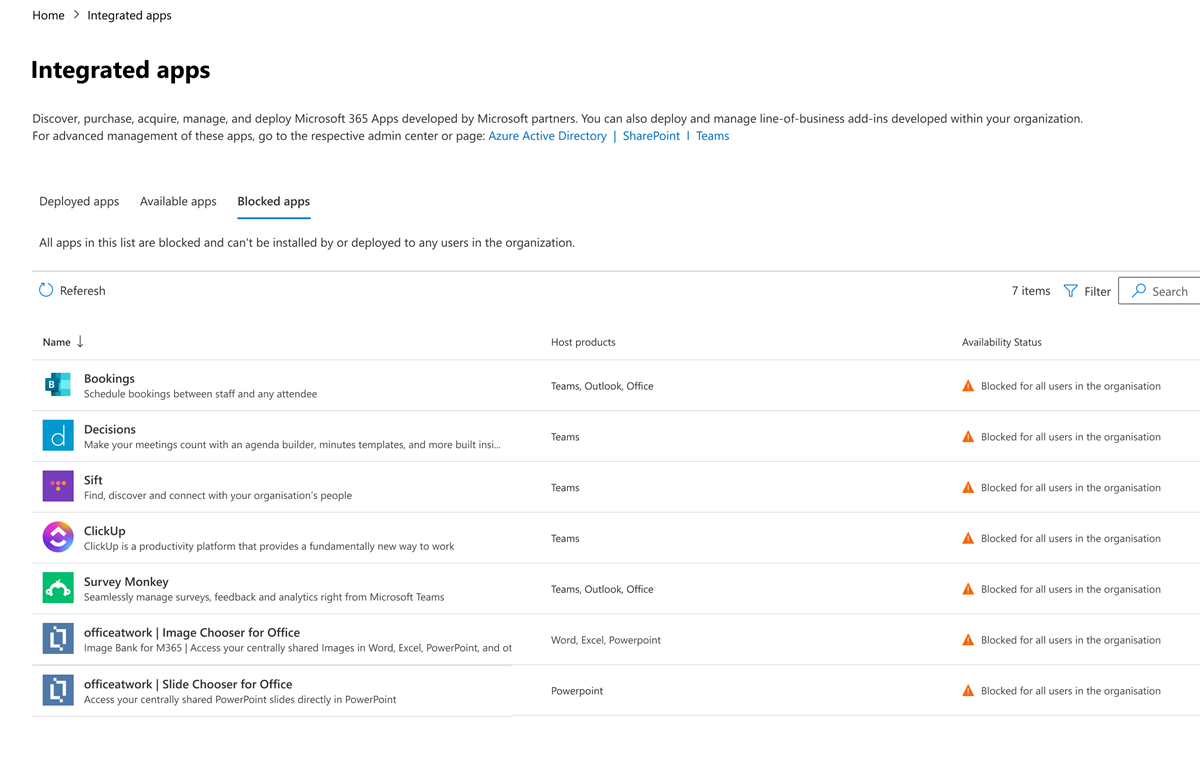 Home > Integrated apps
Integrated apps
Discover, purchase, acquire, manage, and deploy Microsoft 365 Apps developed by Microsoft partners. You can also deploy and manage line-of-business add-ins developed within your organization.
For advanced management of these apps, go to the respective admin center or page: Azure Active Directory | SharePoint I Teams
Deployed apps Available apps Blocked apps
All apps in this list are blocked and can't be installed by or deployed to any users in the organization.
Referesh 7 items Filter Search
Name ↓ Host products Availability Status
B
Bookings
Schedule bookings between staff and any attendee
Teams, Outlook, Office Blocked for all users in the organisation
d
Decisions
Make your meetings count with an agenda builder, minutes templates, and more built insi...
Teams Blocked for all users in the organisation
Sift
Find, discover and connect with your organisation's people
Teams Blocked for all users in the organisation
ClickUp
ClickUp is a productivity platform that provides a fundamentally new way to work
Teams Blocked for all users in the organisation
Survey Monkey
Seamlessly manage surveys, feedback and analytics right from Microsoft Teams
Teams, Outlook, Office Blocked for all users in the organisation
officeatwork | Image Chooser for Office
Image Bank for M365 | Access your centrally shared Images in Word, Excel, PowerPoint, and ot
Word, Excel, Powerpoint Blocked for all users in the organisation
officeatwork | Slide Chooser for Office
Access your centrally shared PowerPoint slides directly in PowerPoint
Powerpoint Blocked for all users in the organisation